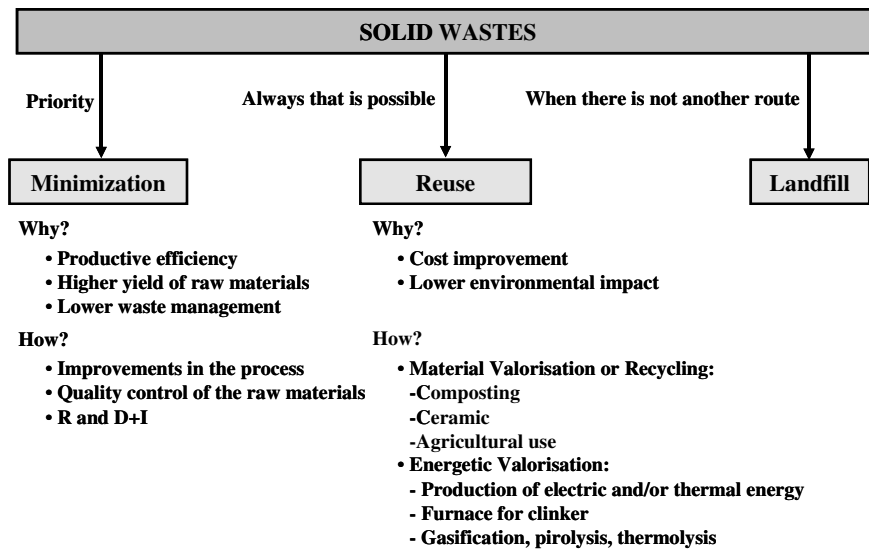 SOLID WASTES
Priority
Always that is possible
When there is not another route
Minimization
Reuse
Landfill
Why?
• Productive efficiency
• Higher yield of raw materials
• Lower waste management
How?
• Improvements in the process
• Quality control of the raw materials
• R and D+I
Why?
• Cost improvement
• Lower environmental impact
How?
• Material Valorisation or Recycling:
-Composting
-Ceramic
-Agricultural use
• Energetic Valorisation:
- Production of electric and/or thermal energy
- Furnace for clinker
- Gasification, pirolysis, thermolysis